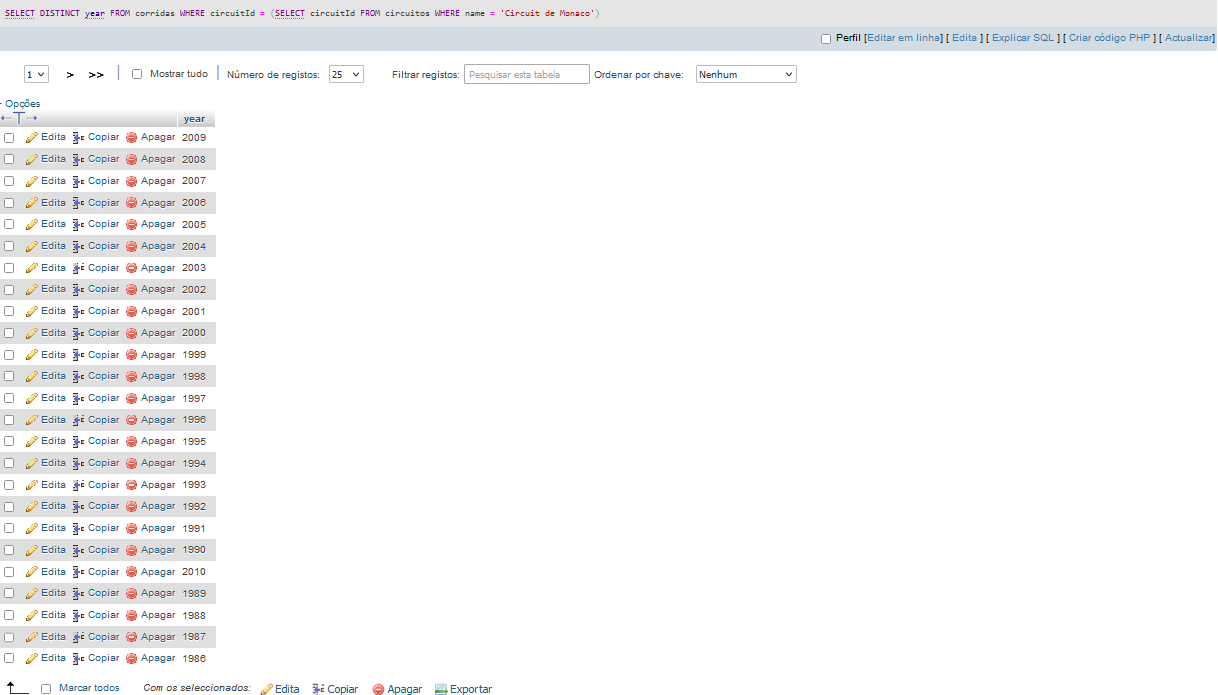 SELECT DISTINCT year FROM corridas WHERE circuitId = (SELECT circuitId FROM circuitos WHERE name = 'Circuit de Monaco')
Perfil [Editar em linha] [ Edita ] [ Explicar SQL ] [ Criar código PHP ] [ Actualizar]
1 > >> Mostrar tudo Número de registos: 25 Filtrar registos: Pesquisar esta tabela Ordenar por chave: Nenhum
+ Opções
←T→ year
Edita Copiar Apagar 2009
Edita Copiar Apagar 2008
Edita Copiar Apagar 2007
Edita Copiar Apagar 2006
Edita Copiar Apagar 2005
Edita Copiar Apagar 2004
Edita Copiar Apagar 2003
Edita Copiar Apagar 2002
Edita Copiar Apagar 2001
Edita Copiar Apagar 2000
Edita Copiar Apagar 1999
Edita Copiar Apagar 1998
Edita Copiar Apagar 1997
Edita Copiar Apagar 1996
Edita Copiar Apagar 1995
Edita Copiar Apagar 1994
Edita Copiar Apagar 1993
Edita Copiar Apagar 1992
Edita Copiar Apagar 1991
Edita Copiar Apagar 1990
Edita Copiar Apagar 2010
Edita Copiar Apagar 1989
Edita Copiar Apagar 1988
Edita Copiar Apagar 1987
Edita Copiar Apagar 1986
Marcar todos Com os seleccionados: Edita Copiar Apagar Exportar